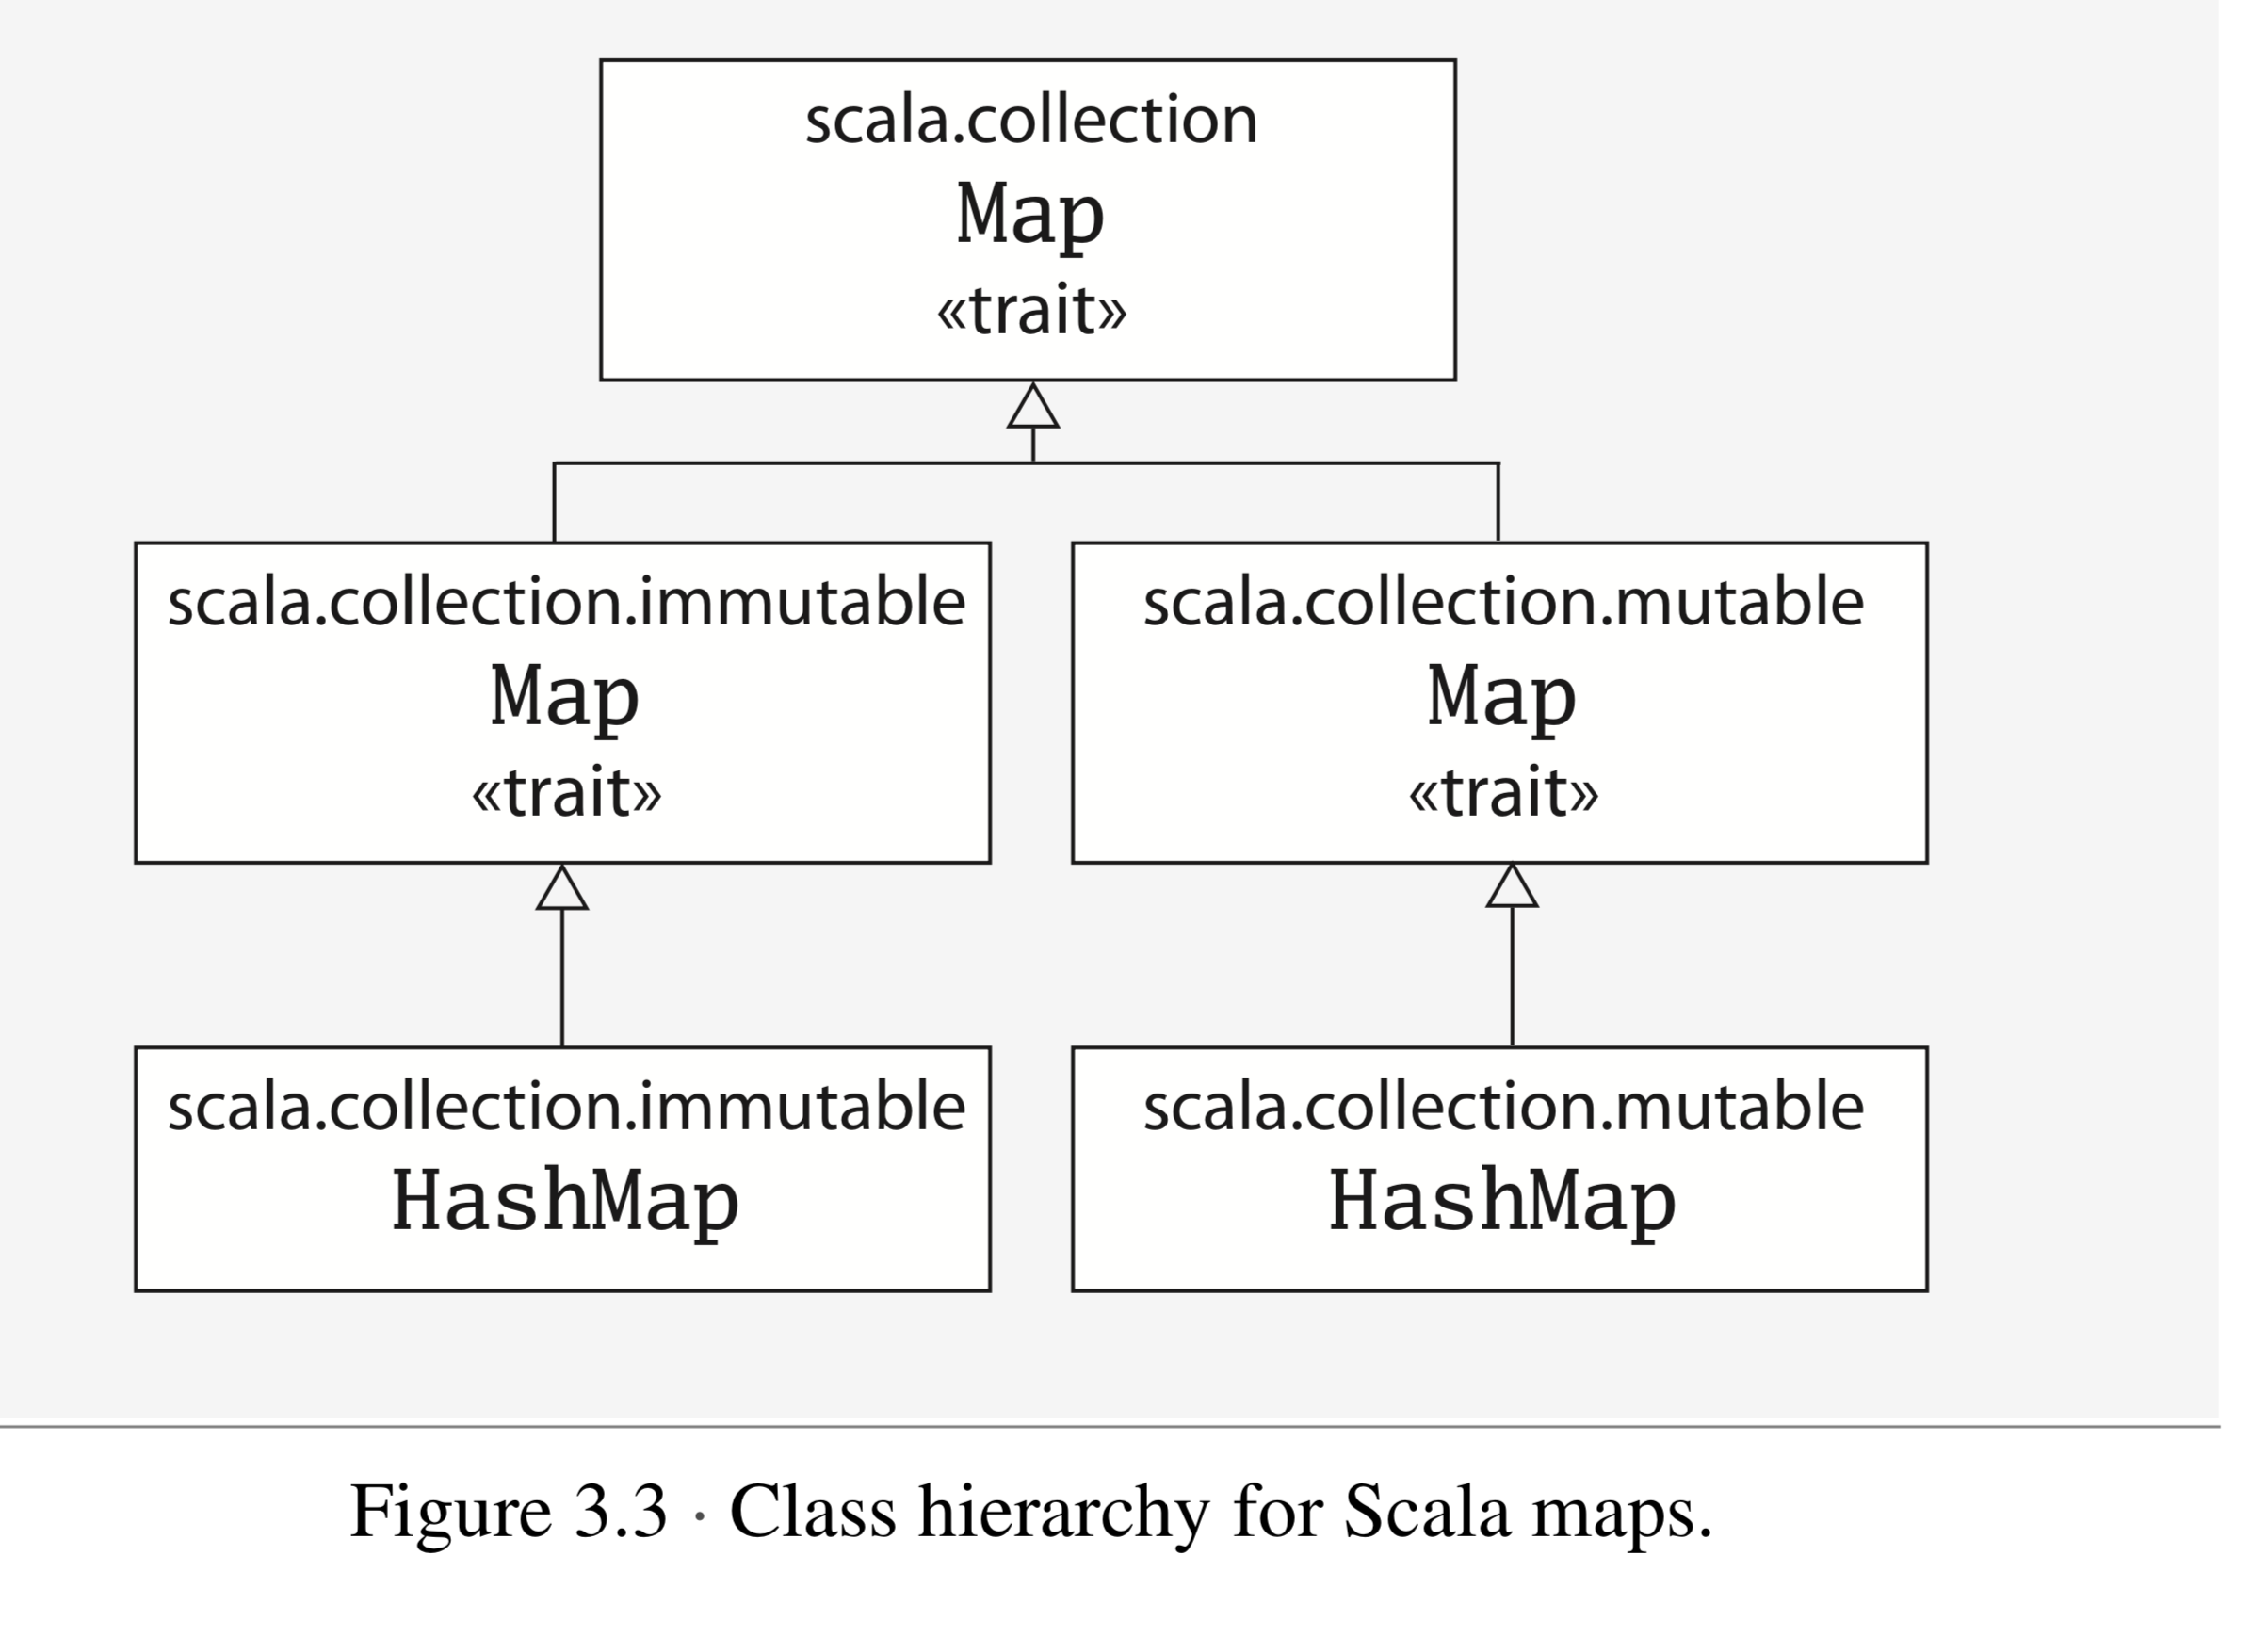 scala.collection
Map
«trait»
scala.collection.immutable
Map
«trait»
scala.collection.mutable
Map
«trait»
scala.collection.immutable
HashMap
scala.collection.mutable
HashMap
Figure 3.3 · Class hierarchy for Scala maps.